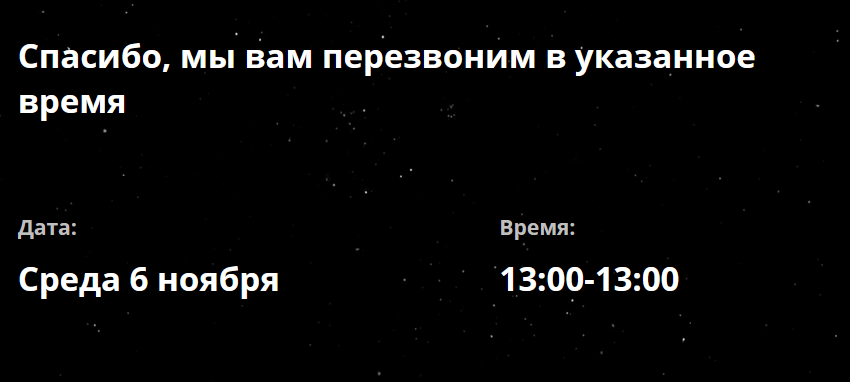 Спасибо, мы вам перезвоним в указанное
время
Дата:
Время:
Среда 6 ноября
13:00-13:00